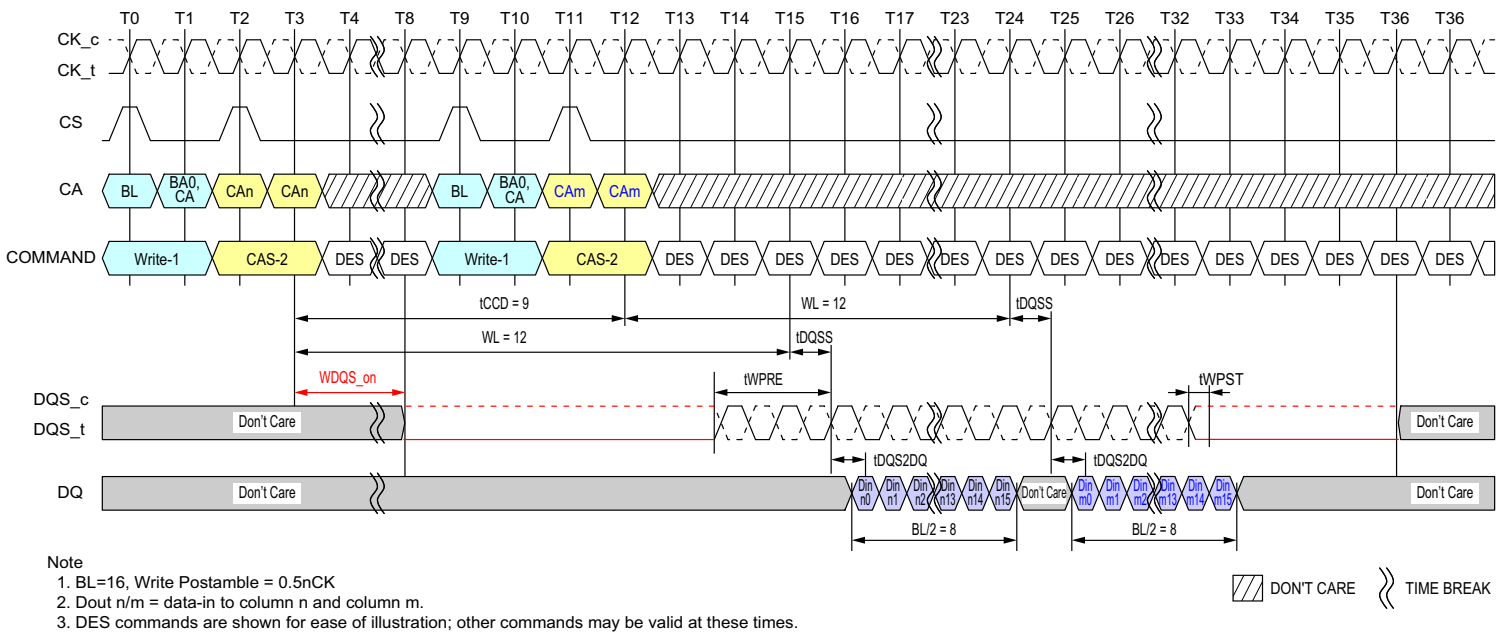 T0 T1 T2 T3 T4 T8 T9 T10 T11 T12 T13 T14 T15 T16 T17 T23 T24 T25 T26 T32 T33 T34 T35 T36 T36
CK_c
CK_t
CS
CA BL BA0, CA CAn CAn BL BA0, CA CAm CAm
COMMAND Write-1 CAS-2 DES DES Write-1 CAS-2 DES DES DES DES DES DES DES DES DES DES DES DES DES DES DES
tCCD = 9 WL = 12 tDQSS
WL = 12 tDQSS
WDQS_on tWPRE tWPST
DQS_c
DQS_t Don't Care Don't Care
tDQS2DQ tDQS2DQ
DQ Don't Care Din n0 Din n1 Din n2 Din n13 Din n14 Din n15 Don't Care Din m0 Din m1 Din m2 Din m13 Din m14 Din m15 Don't Care
BL/2 = 8 BL/2 = 8
Note
1. BL=16, Write Postamble = 0.5nCK
2. Dout n/m = data-in to column n and column m.
3. DES commands are shown for ease of illustration; other commands may be valid at these times.
DON'T CARE TIME BREAK